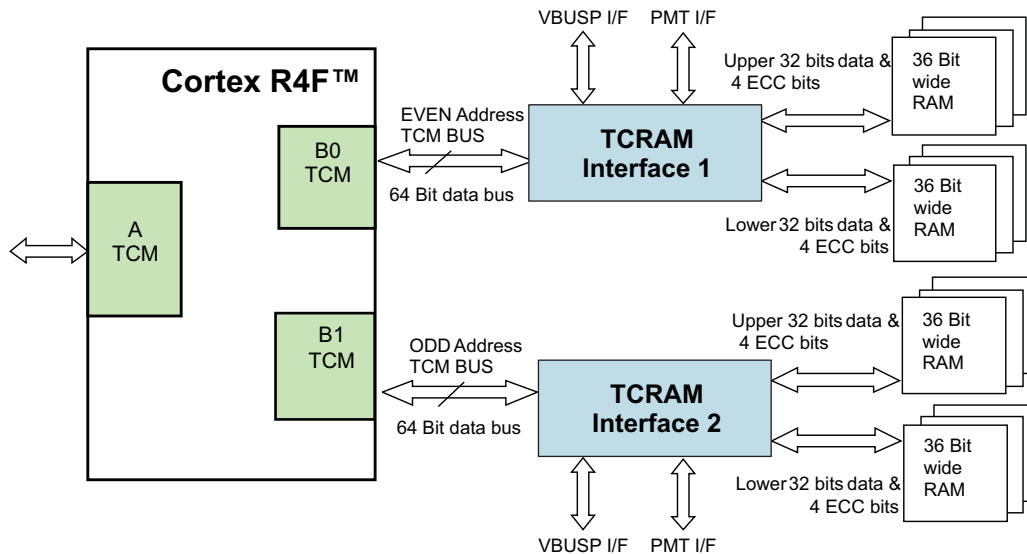 VBUSP I/F
PMT I/F
Cortex R4F™
Upper 32 bits data &
4 ECC bits
36 Bit
wide
RAM
EVEN Address
TCM BUS
B0
TCM
64 Bit data bus
TCRAM
Interface 1
36 Bit
wide
RAM
Lower 32 bits data &
4 ECC bits
A
TCM
B1
TCM
ODD Address
TCM BUS
64 Bit data bus
TCRAM
Interface 2
Upper 32 bits data &
4 ECC bits
36 Bit
wide
RAM
36 Bit
wide
RAM
Lower 32 bits data &
4 ECC bits
VBUSP I/F
PMT I/F